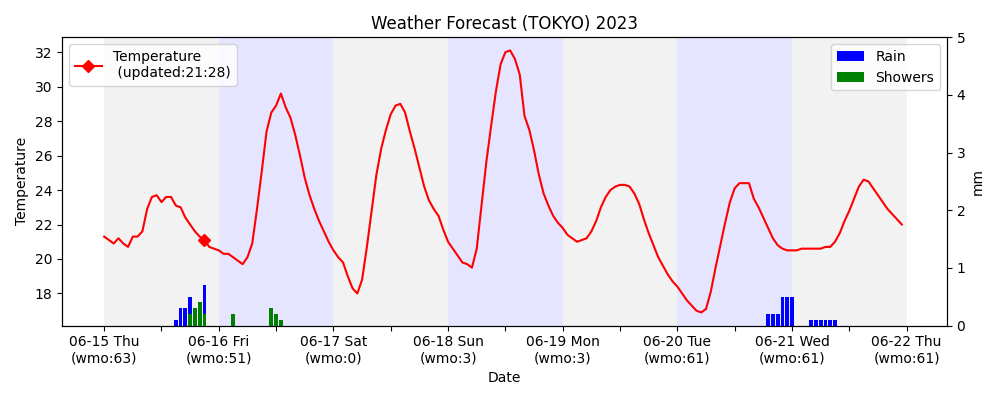 Weather Forecast (TOKYO) 2023
Temperature
(updated:21:28)
Rain
Showers
Temperature
32
30
28
26
24
22
20
18
5
4
3
2
1
0
mm
06-15 Thu
(wmo:63)
06-16 Fri
(wmo:51)
06-17 Sat
(wmo:0)
06-18 Sun
(wmo:3)
06-19 Mon
(wmo:3)
06-20 Tue
(wmo:61)
06-21 Wed
(wmo:61)
06-22 Thu
(wmo:61)
Date